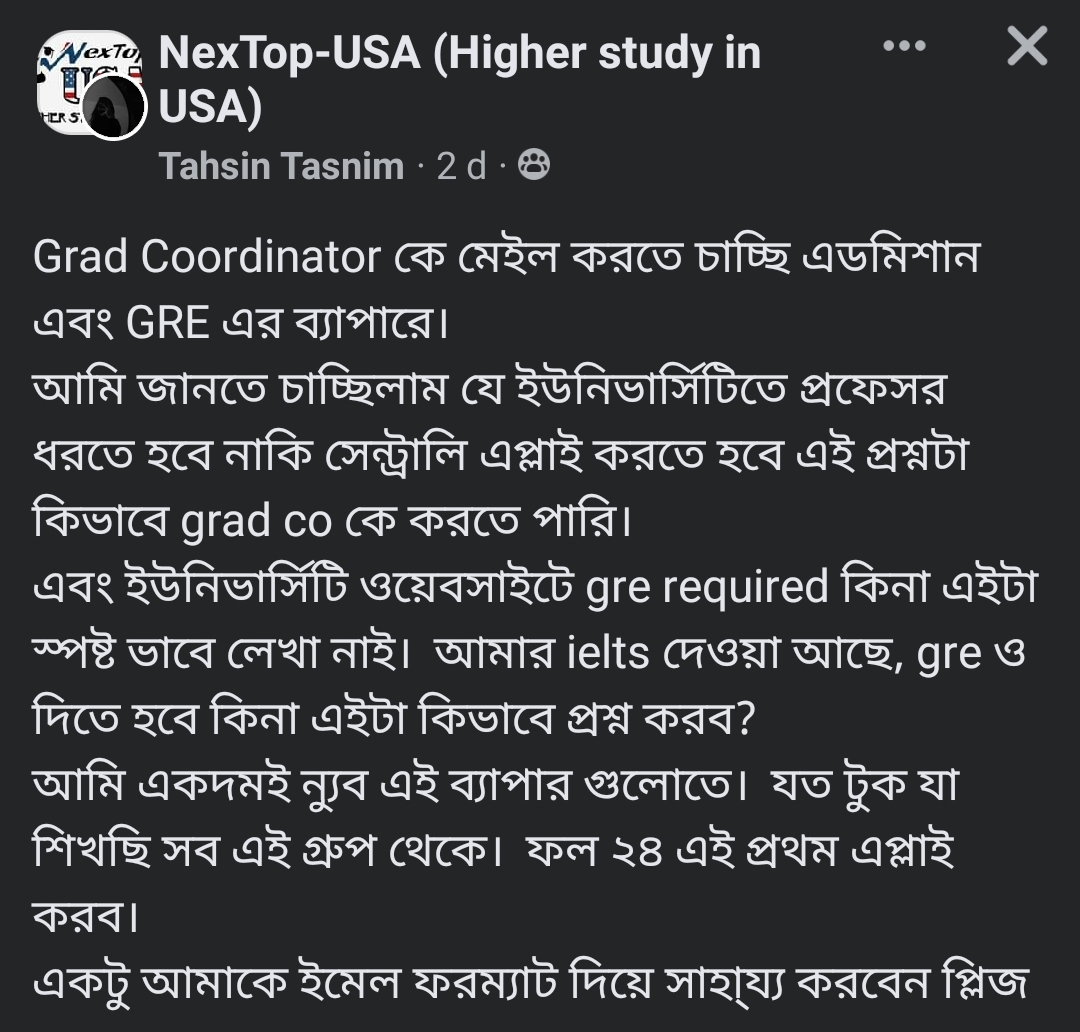 NexTop-USA (Higher study in
USA)
Tahsin Tasnim · 2 d ·
Grad Coordinator কে মেইল করতে চাচ্ছি এডমিশান
এবং GRE এর ব্যাপারে।
আমি জানতে চাচ্ছিলাম যে ইউনিভার্সিটিতে প্রফেসর
ধরতে হবে নাকি সেন্ট্রালি এপ্লাই করতে হবে এই প্রশ্নটা
কিভাবে grad co কে করতে পারি।
এবং ইউনিভার্সিটি ওয়েবসাইটে gre required কিনা এইটা
স্পষ্ট ভাবে লেখা নাই। আমার ielts দেওয়া আছে, gre ও
দিতে হবে কিনা এইটা কিভাবে প্রশ্ন করব?
আমি একদমই ন্যুব এই ব্যাপার গুলোতে। যত টুক যা
শিখছি সব এই গ্রুপ থেকে। ফল ২৪ এই প্রথম এপ্লাই
করব।
একটু আমাকে ইমেল ফরম্যাট দিয়ে সাহা্য্য করবেন প্লিজ